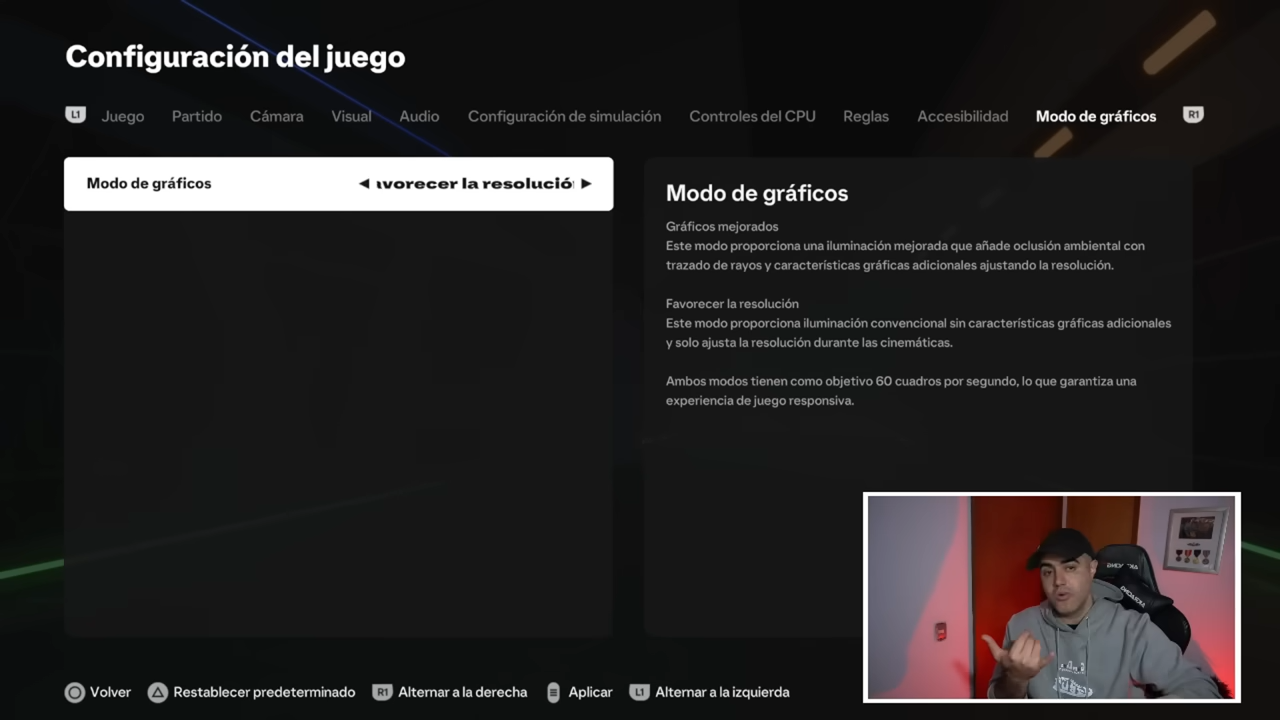 Configuración del juego
L1 Juego Partido Cámara Visual Audio Configuración de simulación Controles del CPU Reglas Accesibilidad Modo de gráficos R1
Modo de gráficos
avorecer la resolució
Modo de gráficos
Gráficos mejorados
Este modo proporciona una iluminación mejorada que añade oclusión ambiental con
trazado de rayos y características gráficas adicionales ajustando la resolución.
Favorecer la resolución
Este modo proporciona iluminación convencional sin características gráficas adicionales
y solo ajusta la resolución durante las cinemáticas.
Ambos modos tienen como objetivo 60 cuadros por segundo, lo que garantiza una
experiencia de juego responsiva.
Volver Restablecer predeterminado R1 Alternar a la derecha Aplicar L1 Alternar a la izquierda